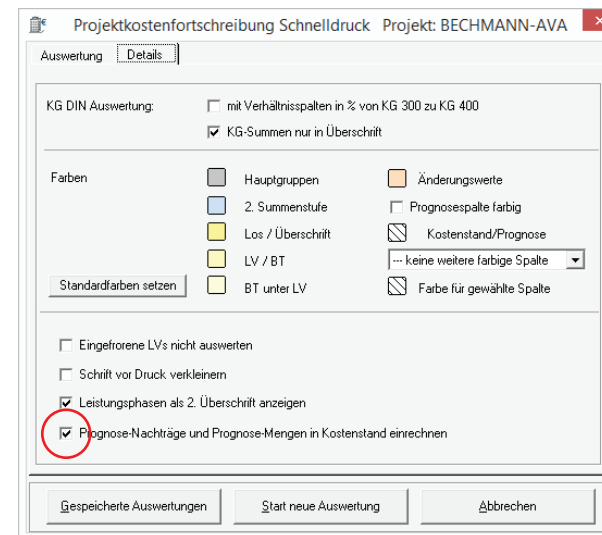 Projektkostenfortschreibung Schnelldruck Projekt: BECHMANN-AVA
Auswertung Details
KG DIN Auswertung: mit Verhältnisspalten in % von KG 300 zu KG 400
KG-Summen nur in Überschrift
Farben Hauptgruppen Änderungswerte
2. Summenstufe Prognosespalte farbig
Los / Überschrift Kostenstand/Prognose
LV / BT --- keine weitere farbige Spalte
Standardfarben setzen BT unter LV Farbe für gewählte Spalte
Eingefrorene LVs nicht auswerten
Schrift vor Druck verkleinern
Leistungsphasen als 2. Überschrift anzeigen
Prognose-Nachträge und Prognose-Mengen in Kostenstand einrechnen
Gespeicherte Auswertungen Start neue Auswertung Abbrechen